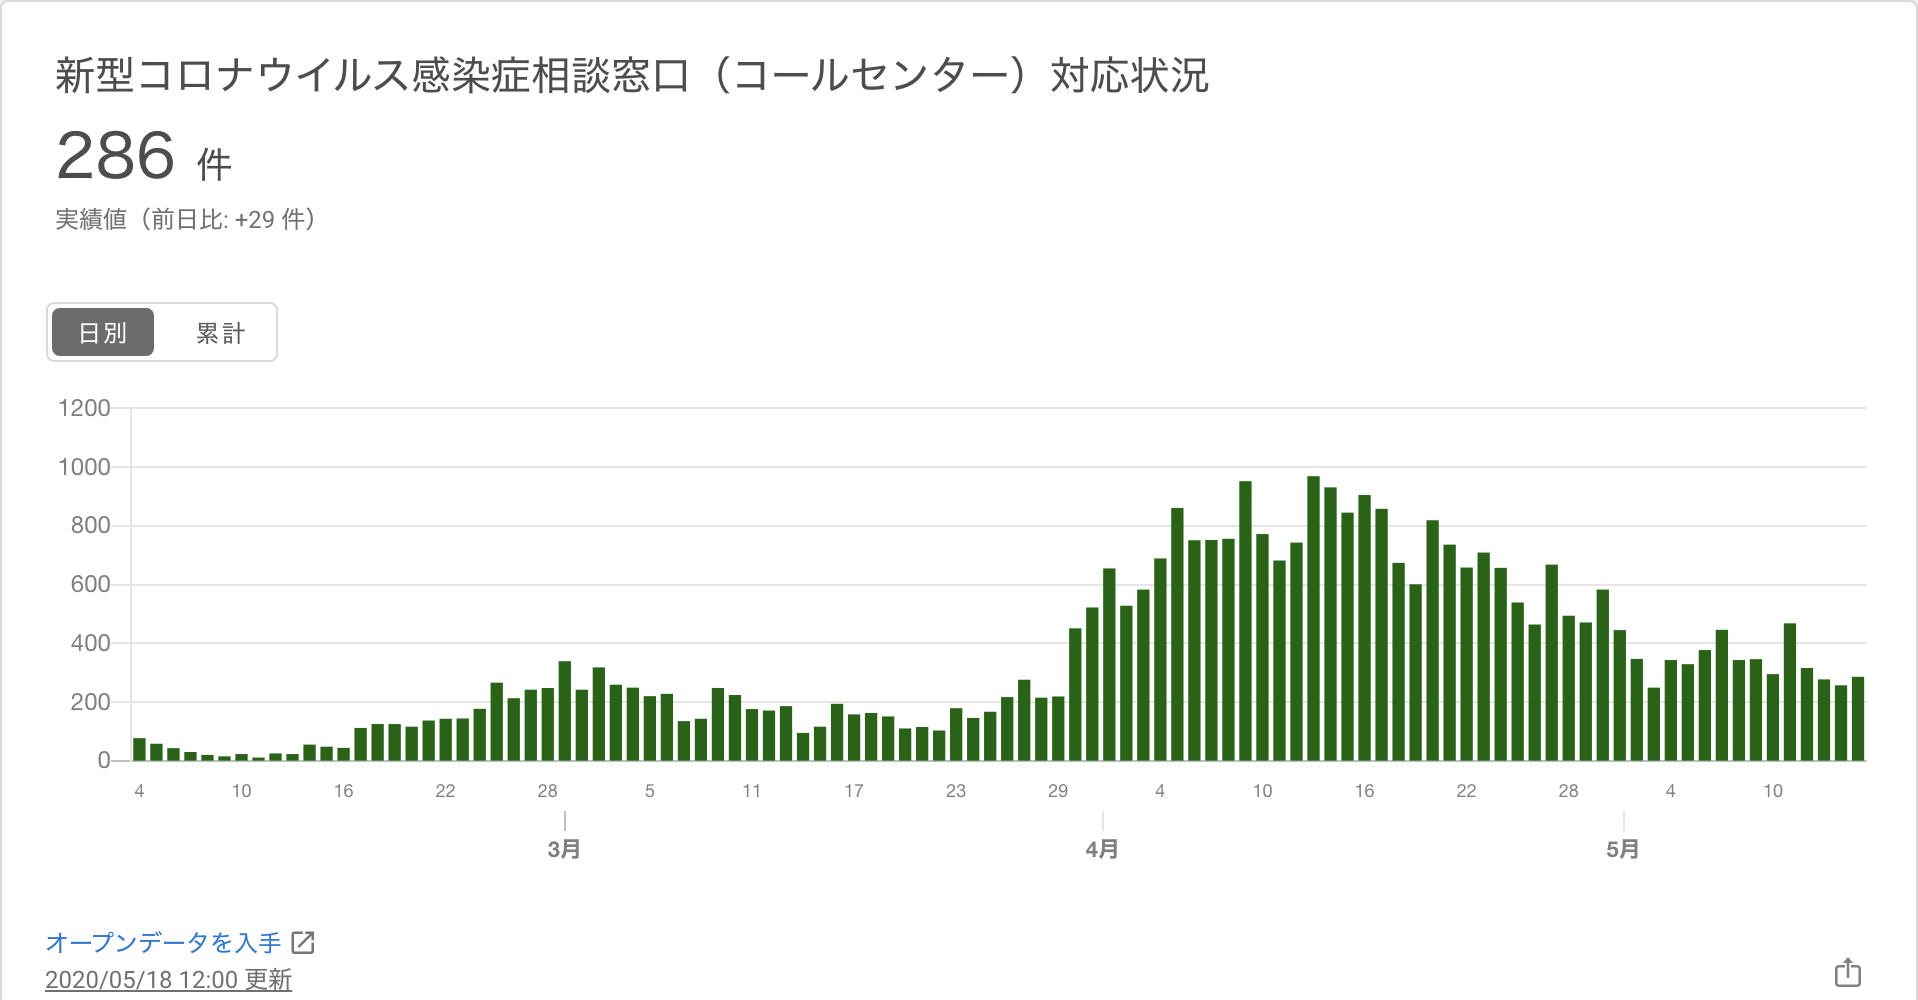 新型コロナウイルス感染症相談窓口（コールセンター）対応状況
286 件
実績値（前日比: +29 件）
日別 累計
1200
1000
800
600
400
200
0
4 10 16 22 28 5 11 17 23 29 4 10 16 22 28 4 10
3月 4月 5月
オープンデータを入手
2020/05/18 12:00 更新